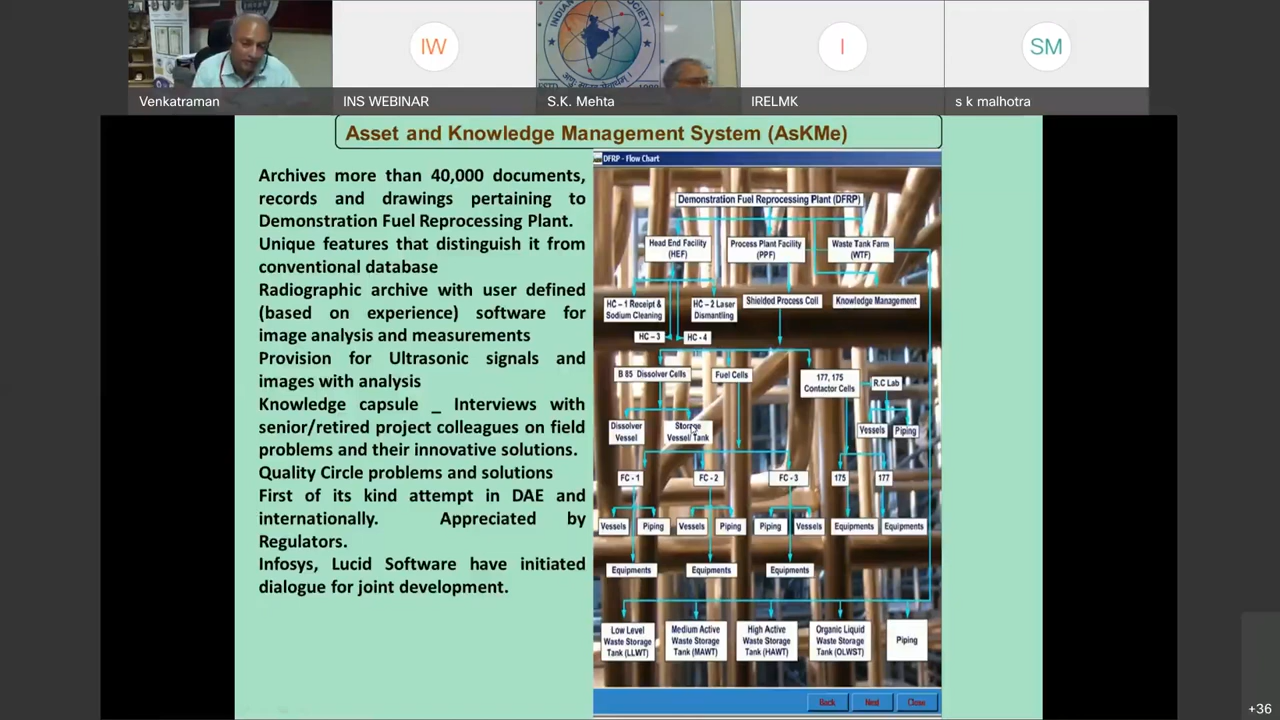 INDIAN
SOCIETY
IW
I
SM
Venkatraman
INS WEBINAR
S.K. Mehta
IRELMK
s k malhotra
Asset and Knowledge Management System (AsKMe)
Archives more than 40,000 documents,
records and drawings pertaining to
Demonstration Fuel Reprocessing Plant.
Unique features that distinguish it from
conventional database
Radiographic archive with user defined
(based on experience) software for
image analysis and measurements
Provision for Ultrasonic signals and
images with analysis
Knowledge capsule _ Interviews with
senior/retired project colleagues on field
problems and their innovative solutions.
Quality Circle problems and solutions
First of its kind attempt in DAE and
internationally. Appreciated by
Regulators.
Infosys, Lucid Software have initiated
dialogue for joint development.
DFRP - Flow Chart
Demonstration Fuel Reprocessing Plant (DFRP)
Head End Facility
(HEF)
Process Plant Facility
(PPF)
Waste Tank Farm
(WTF)
HC – 1 Receipt &
Sodium Cleaning
HC – 2 Laser
Dismantling
Shielded Process Cell
Knowledge Management
HC – 3
HC - 4
B 85 Dissolver Cells
Fuel Cells
177, 175
Contactor Cells
R.C Lab
Dissolver
Vessel
Storage
Vessel/Tank
Vessels
Piping
FC - 1
FC - 2
FC - 3
175
177
Vessels
Piping
Vessels
Piping
Piping
Vessels
Equipments
Equipments
Equipments
Equipments
Equipments
Low Level
Waste Storage
Tank (LLWT)
Medium Active
Waste Storage
Tank (MAWT)
High Active
Waste Storage
Tank (HAWT)
Organic Liquid
Waste Storage
Tank (OLWST)
Piping
Back
Next
Close
+36